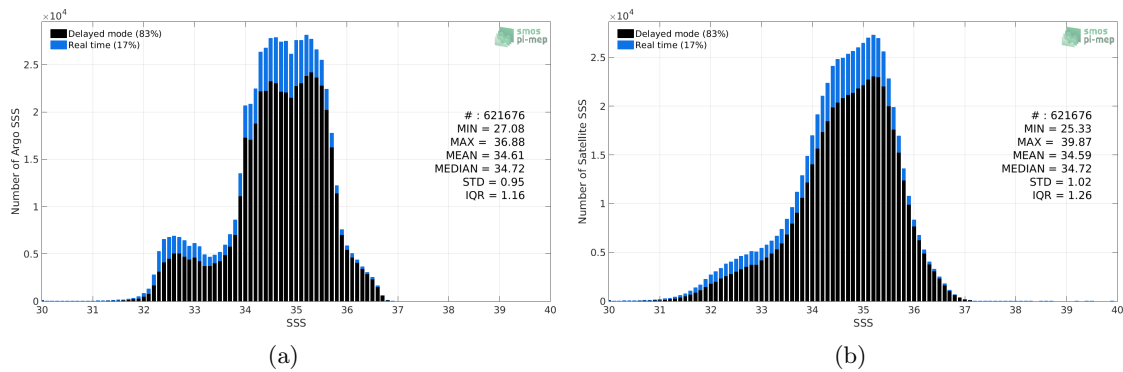 ×10⁴
Delayed mode (83%)
Real time (17%)
smos
pi-mep
2.5
2
1.5
1
0.5
0
Number of Argo SSS
# : 621676
MIN = 27.08
MAX = 36.88
MEAN = 34.61
MEDIAN = 34.72
STD = 0.95
IQR = 1.16
30 31 32 33 34 35 36 37 38 39 40
SSS
(a)
×10⁴
Delayed mode (83%)
Real time (17%)
smos
pi-mep
2.5
2
1.5
1
0.5
0
Number of Satellite SSS
# : 621676
MIN = 25.33
MAX = 39.87
MEAN = 34.59
MEDIAN = 34.72
STD = 1.02
IQR = 1.26
30 31 32 33 34 35 36 37 38 39 40
SSS
(b)